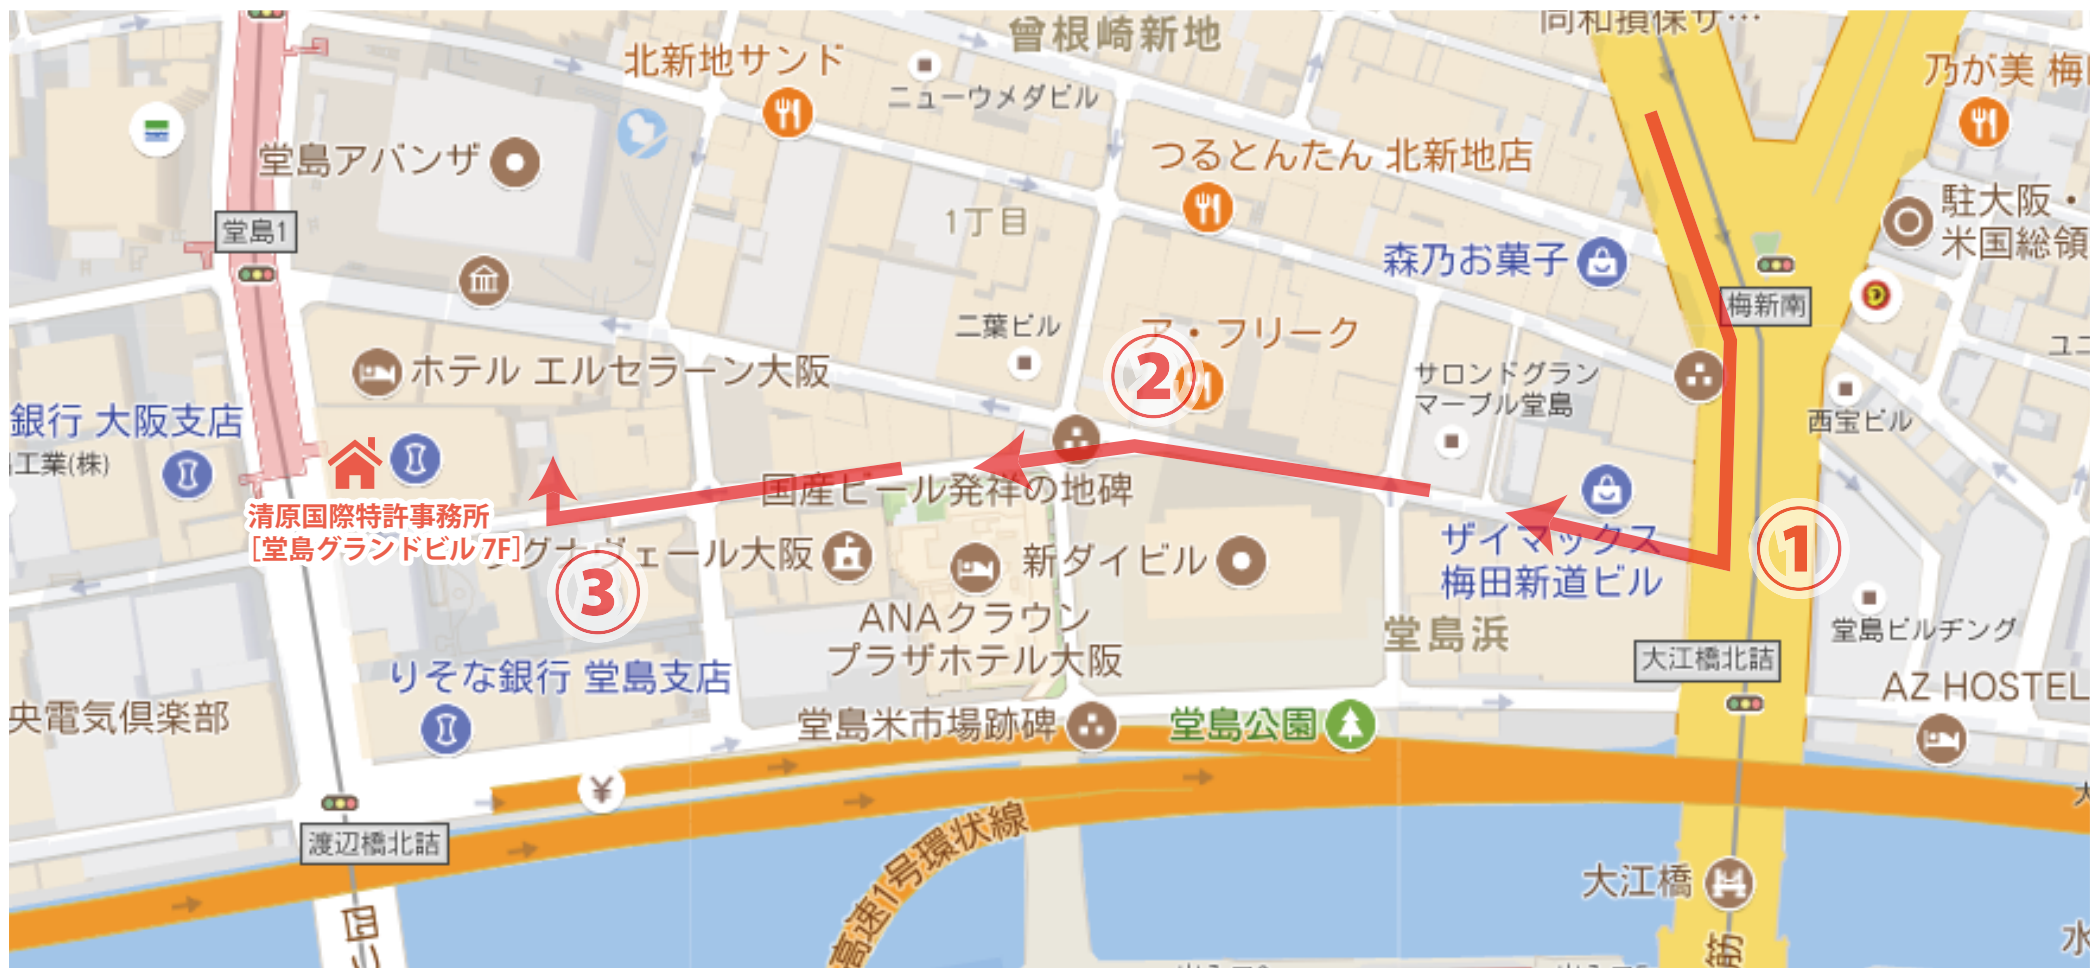 曾根崎新地
同和損保サ…
北新地サンド
乃が美 梅
ニューウメダビル
堂島アバンザ
つるとんたん 北新地店
堂島1
1丁目
駐大阪・
米国総領
森乃お菓子
梅新南
二葉ビル
ア・フリーク
ユニ
ホテル エルセラーン大阪
②
サロンドグラン
マーブル堂島
西宝ビル
銀行 大阪支店
工業(株)
国産ビール発祥の地碑
清原国際特許事務所
[堂島グランドビル 7F]
グナヴェール大阪
新ダイビル
ザイマックス
梅田新道ビル
①
③
ANAクラウン
プラザホテル大阪
堂島浜
堂島ビルヂング
大江橋北詰
りそな銀行 堂島支店
AZ HOSTEL
央電気倶楽部
堂島米市場跡碑
堂島公園
¥
渡辺橋北詰
高速1号環状線
大江橋
水
筋